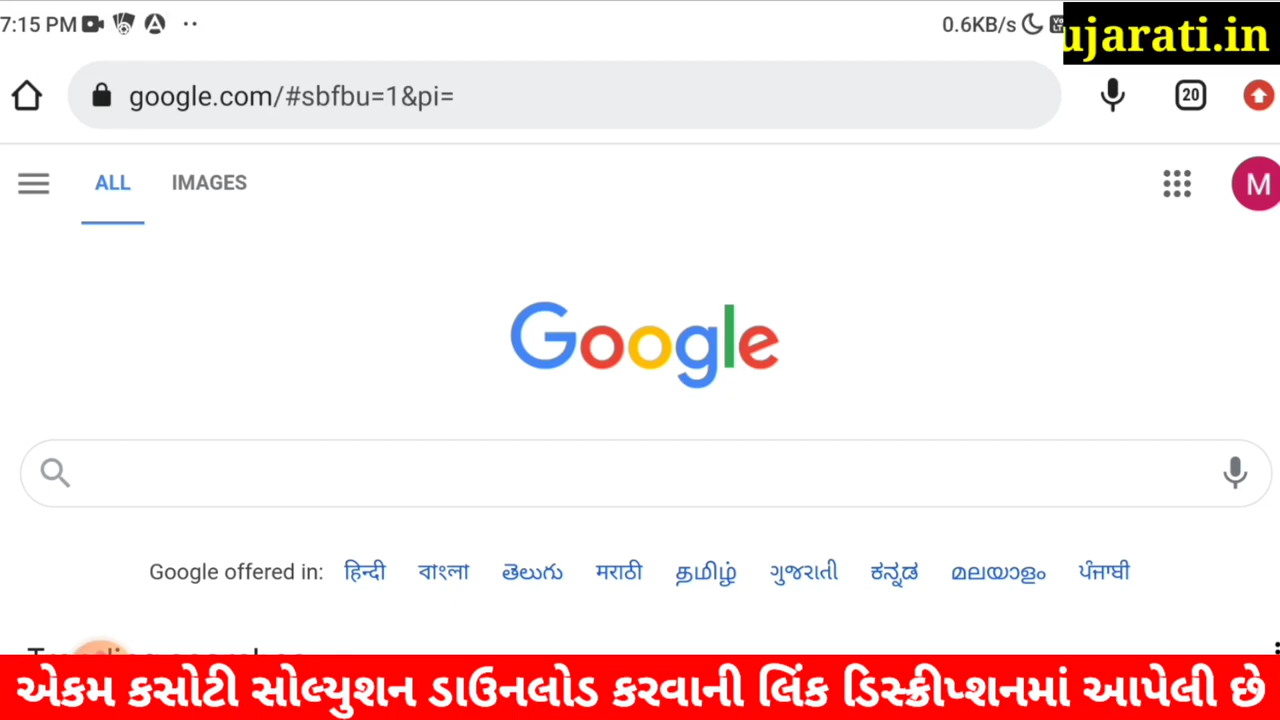 7:15 PM 0.6KB/s
ujarati.in
google.com/#sbfbu=1&pi= 20
ALL IMAGES M
Google
Google offered in: हिन्दी বাংলা తెలుగు मराठी தமிழ் ગુજરાતી ಕನ್ನಡ മലയാളം ਪੰਜਾਬੀ
એકમ કસોટી સોલ્યુશન ડાઉનલોડ કરવાની લિંક ડિસ્ક્રીપ્શનમાં આપેલી છે